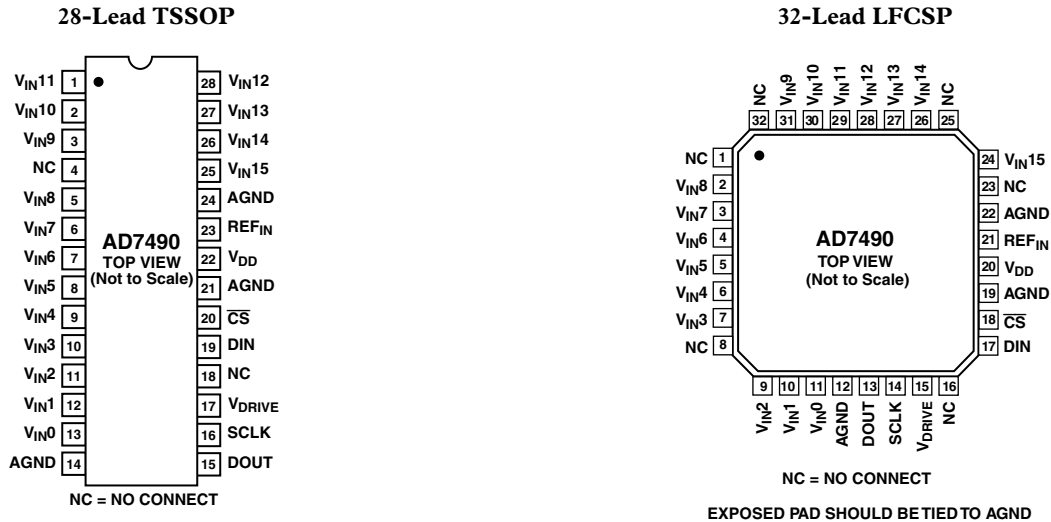 28-Lead TSSOP
V_IN11 1
V_IN10 2
V_IN9 3
NC 4
V_IN8 5
V_IN7 6
V_IN6 7
V_IN5 8
V_IN4 9
V_IN3 10
V_IN2 11
V_IN1 12
V_IN0 13
AGND 14
AD7490
TOP VIEW
(Not to Scale)
28 V_IN12
27 V_IN13
26 V_IN14
25 V_IN15
24 AGND
23 REF_IN
22 V_DD
21 AGND
20 C̅S̅
19 DIN
18 NC
17 V_DRIVE
16 SCLK
15 DOUT
NC = NO CONNECT
32-Lead LFCSP
NC 32
V_IN9 31
V_IN10 30
V_IN11 29
V_IN12 28
V_IN13 27
V_IN14 26
NC 25
NC 1
V_IN8 2
V_IN7 3
V_IN6 4
V_IN5 5
V_IN4 6
V_IN3 7
NC 8
AD7490
TOP VIEW
(Not to Scale)
24 V_IN15
23 NC
22 AGND
21 REF_IN
20 V_DD
19 AGND
18 C̅S̅
17 DIN
9 V_IN2
10 V_IN1
11 V_IN0
12 AGND
13 DOUT
14 SCLK
15 V_DRIVE
16 NC
NC = NO CONNECT
EXPOSED PAD SHOULD BE TIED TO AGND